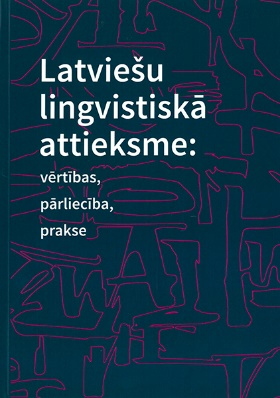 Latviešu
lingvistiskā
attieksme:
vērtības,
pārliecība,
prakse